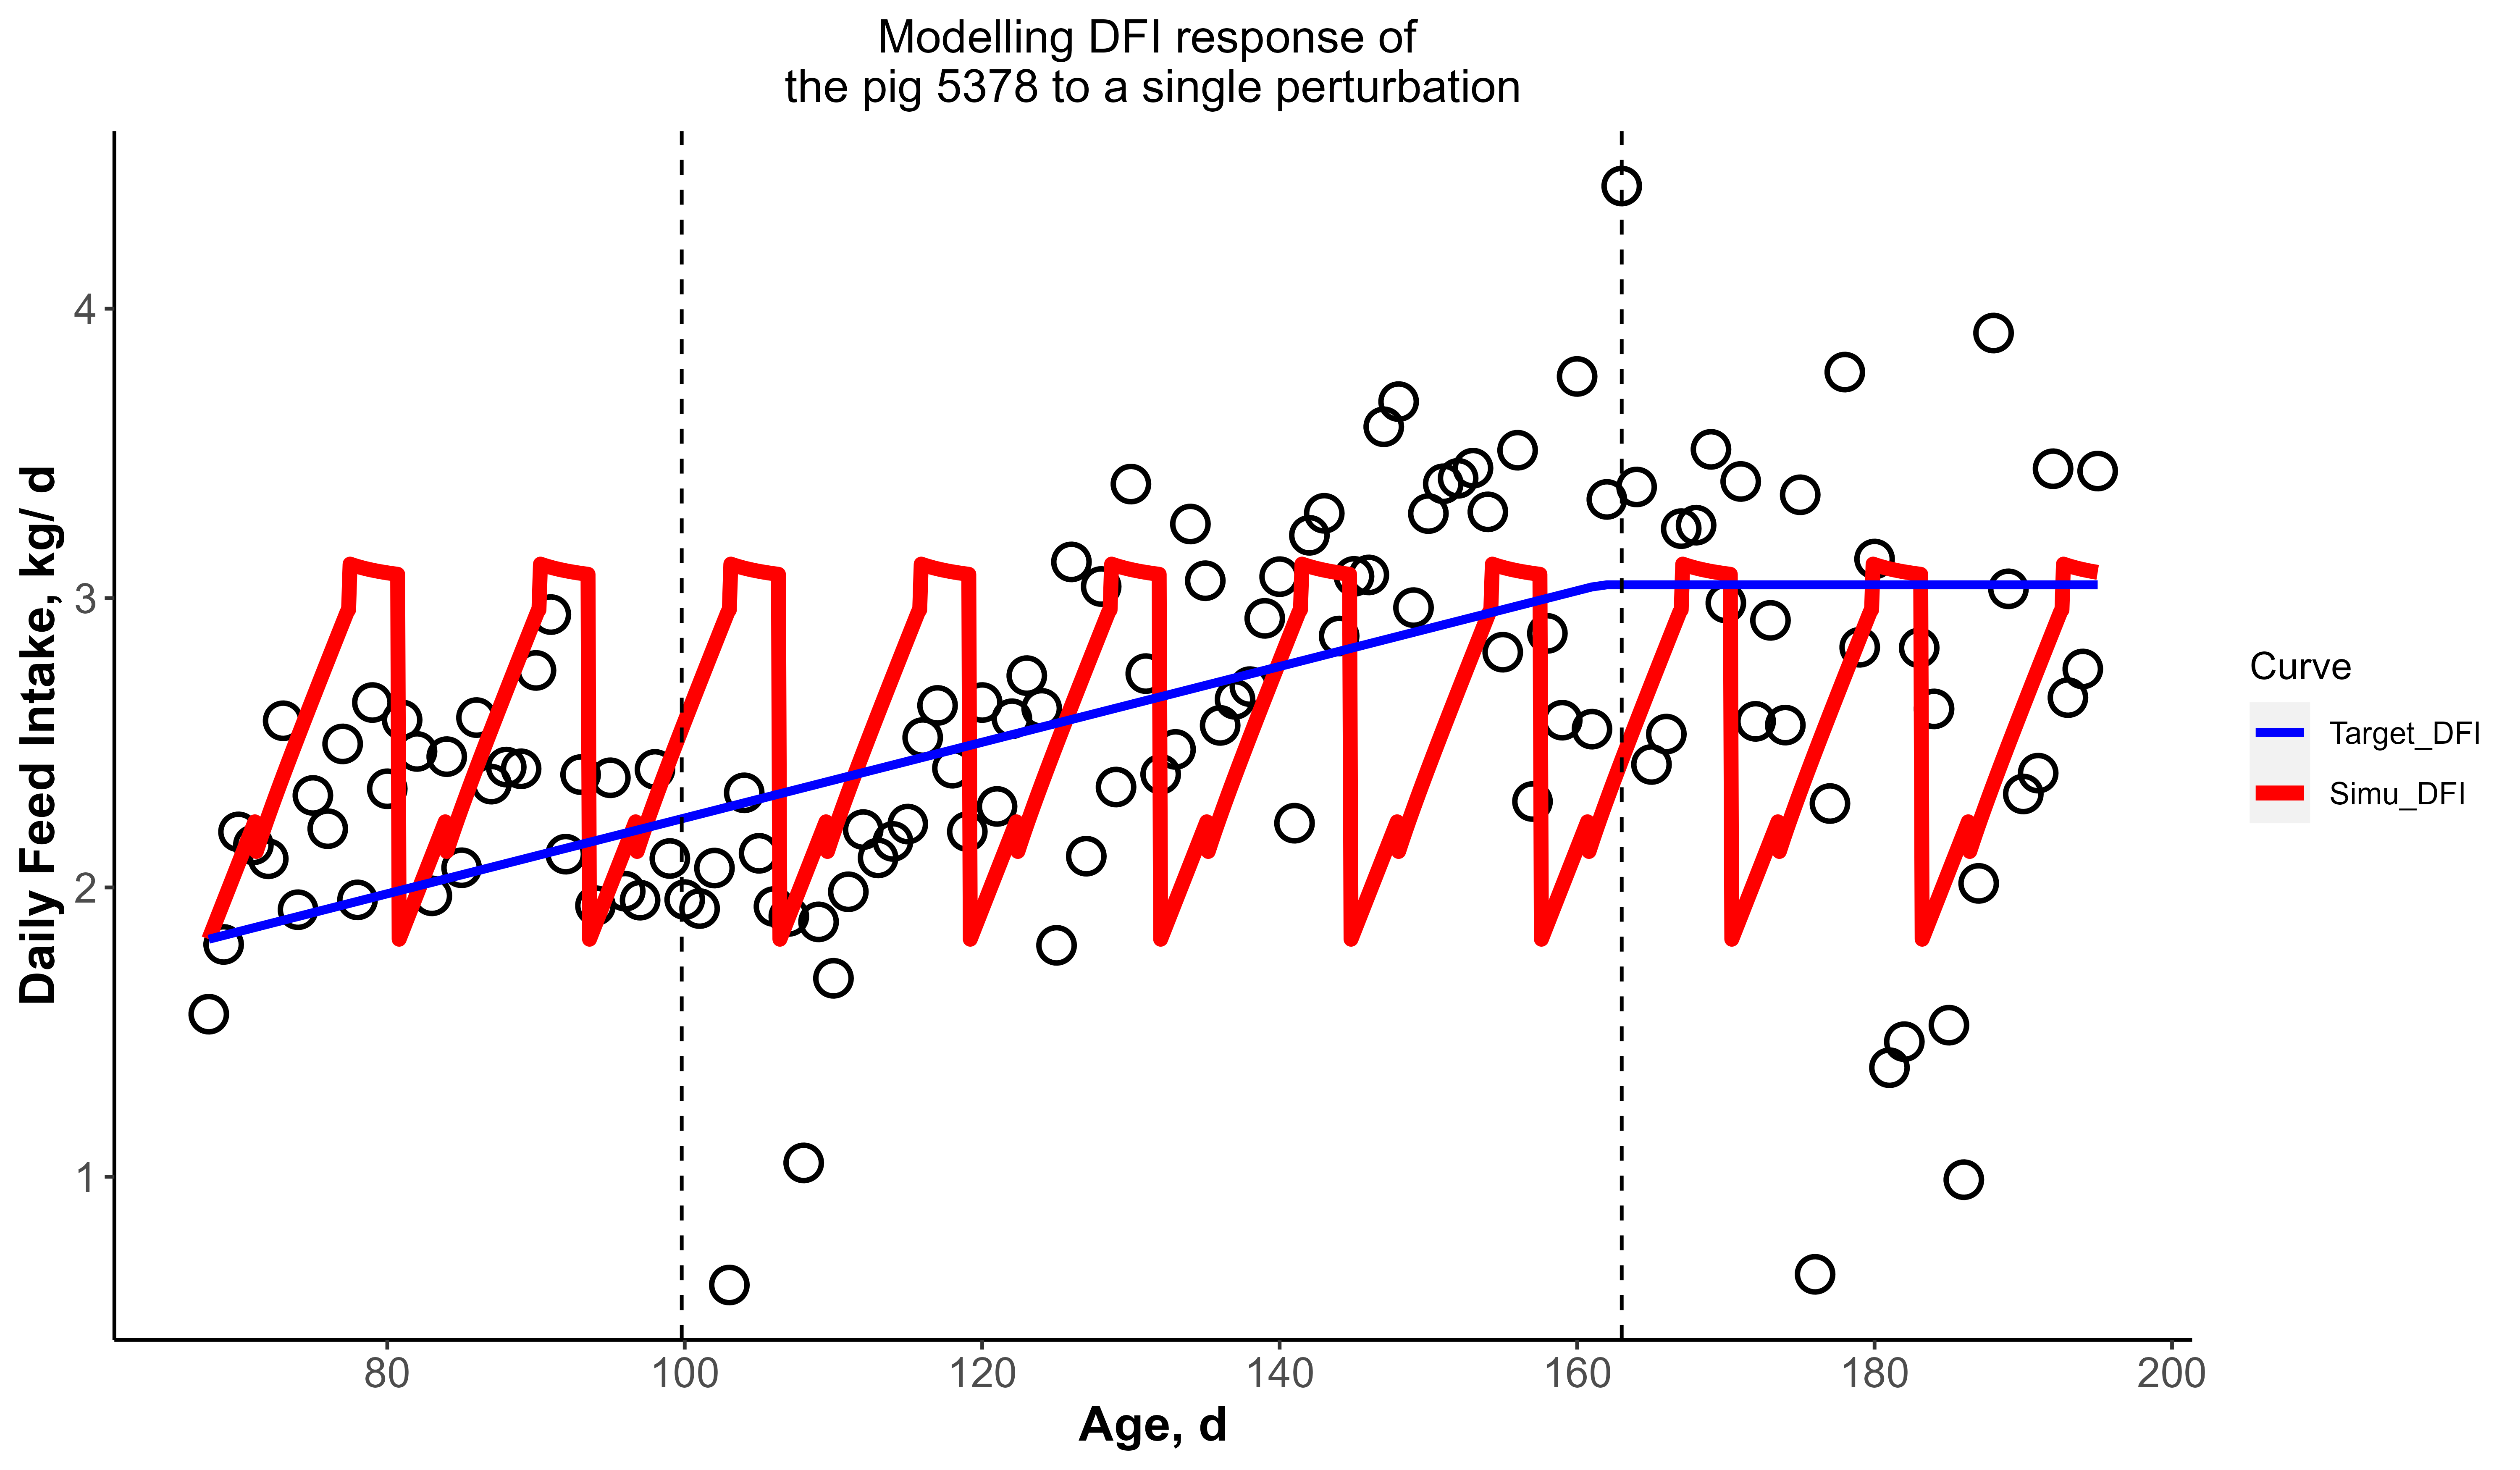 Modelling DFI response of
the pig 5378 to a single perturbation
Daily Feed Intake, kg/ d
4
3
2
1
80 100 120 140 160 180 200
Age, d
Curve
Target_DFI
Simu_DFI